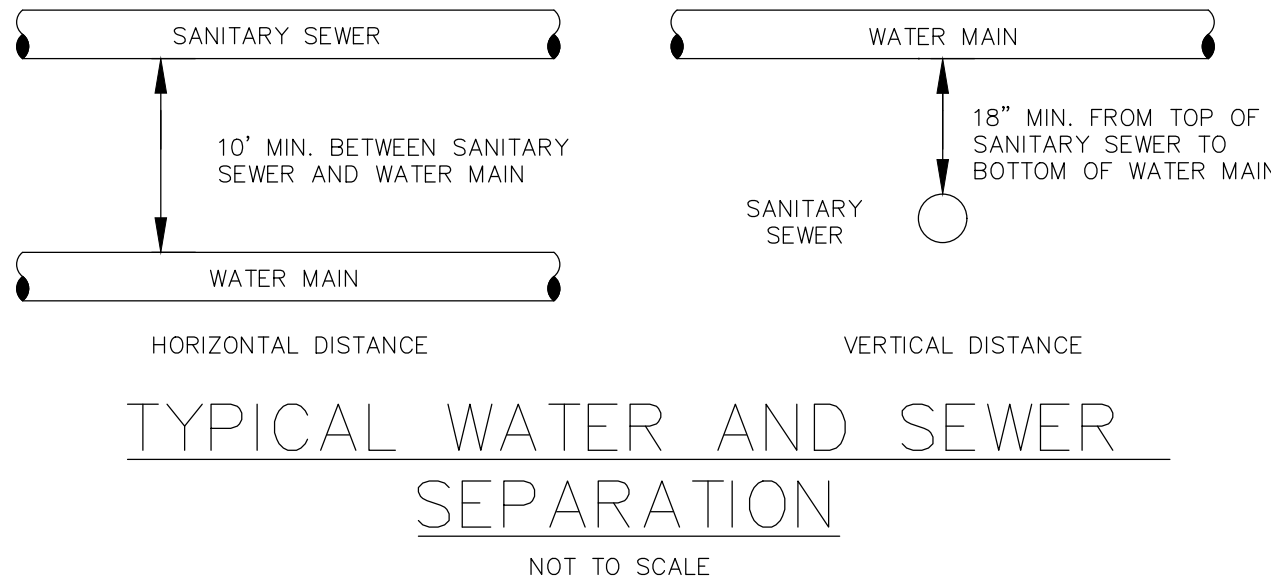 SANITARY SEWER
10' MIN. BETWEEN SANITARY
SEWER AND WATER MAIN
WATER MAIN
HORIZONTAL DISTANCE
WATER MAIN
18" MIN. FROM TOP OF
SANITARY SEWER TO
BOTTOM OF WATER MAIN
SANITARY
SEWER
VERTICAL DISTANCE
TYPICAL WATER AND SEWER
SEPARATION
NOT TO SCALE